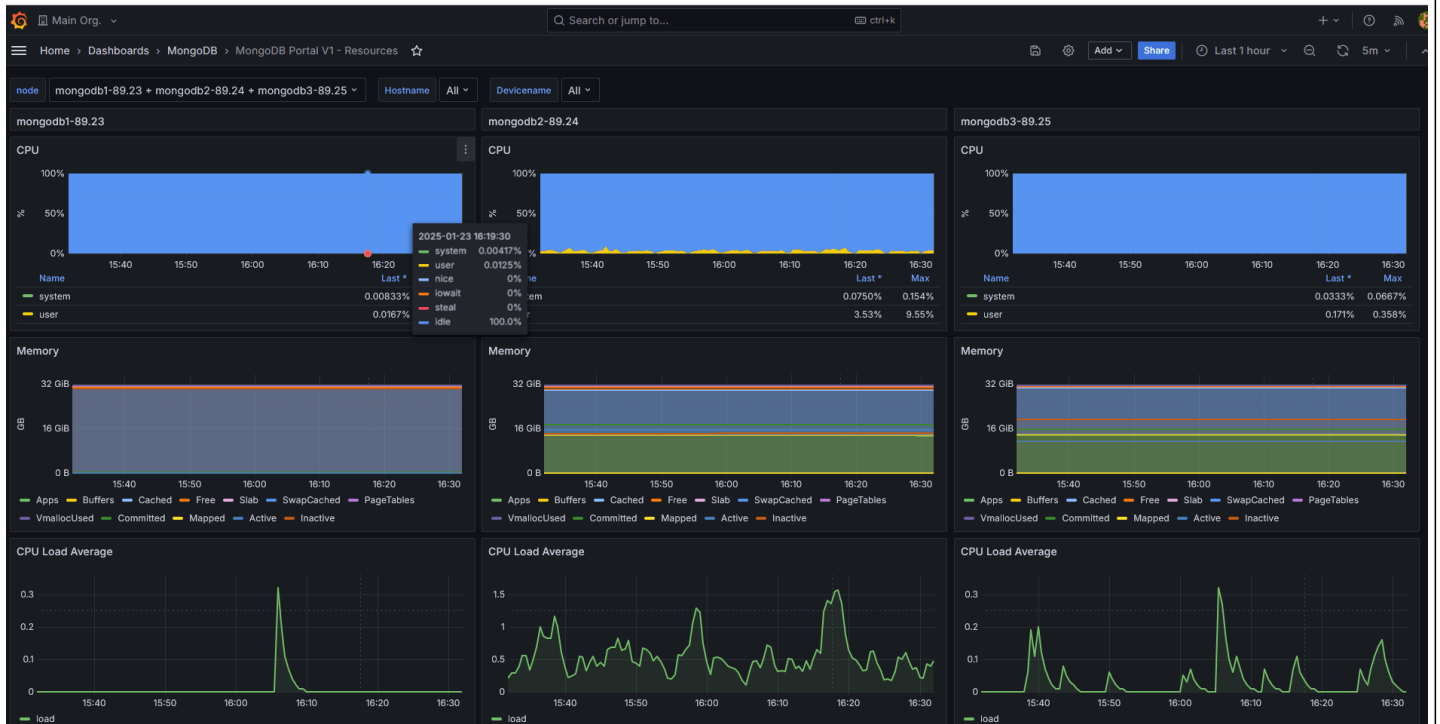 Main Org.
Search or jump to...
ctrl+k
Home › Dashboards › MongoDB › MongoDB Portal V1 - Resources
Add
Share
Last 1 hour
5m
node
mongodb1-89.23 + mongodb2-89.24 + mongodb3-89.25
Hostname
All
Devicename
All
mongodb1-89.23
mongodb2-89.24
mongodb3-89.25
CPU
100%
50%
0%
%
15:40 15:50 16:00 16:10 16:20
Name Last *
system 0.00833%
user 0.0167%
2025-01-23 16:19:30
system 0.00417%
user 0.0125%
nice 0%
iowait 0%
steal 0%
idle 100.0%
CPU
100%
50%
%
15:40 15:50 16:00 16:10 16:20 16:30
Last * Max
0.0750% 0.154%
3.53% 9.55%
CPU
100%
50%
0%
%
15:40 15:50 16:00 16:10 16:20 16:30
Name Last * Max
system 0.0333% 0.0667%
user 0.171% 0.358%
Memory
32 GiB
16 GiB
0 B
GB
15:40 15:50 16:00 16:10 16:20 16:30
Apps Buffers Cached Free Slab SwapCached PageTables
VmallocUsed Committed Mapped Active Inactive
Memory
32 GiB
16 GiB
0 B
GB
15:40 15:50 16:00 16:10 16:20 16:30
Apps Buffers Cached Free Slab SwapCached PageTables
VmallocUsed Committed Mapped Active Inactive
Memory
32 GiB
16 GiB
0 B
GB
15:40 15:50 16:00 16:10 16:20 16:30
Apps Buffers Cached Free Slab SwapCached PageTables
VmallocUsed Committed Mapped Active Inactive
CPU Load Average
0.3
0.2
0.1
0
15:40 15:50 16:00 16:10 16:20 16:30
load
CPU Load Average
1.5
1
0.5
0
15:40 15:50 16:00 16:10 16:20 16:30
load
CPU Load Average
0.3
0.2
0.1
0
15:40 15:50 16:00 16:10 16:20 16:30
load